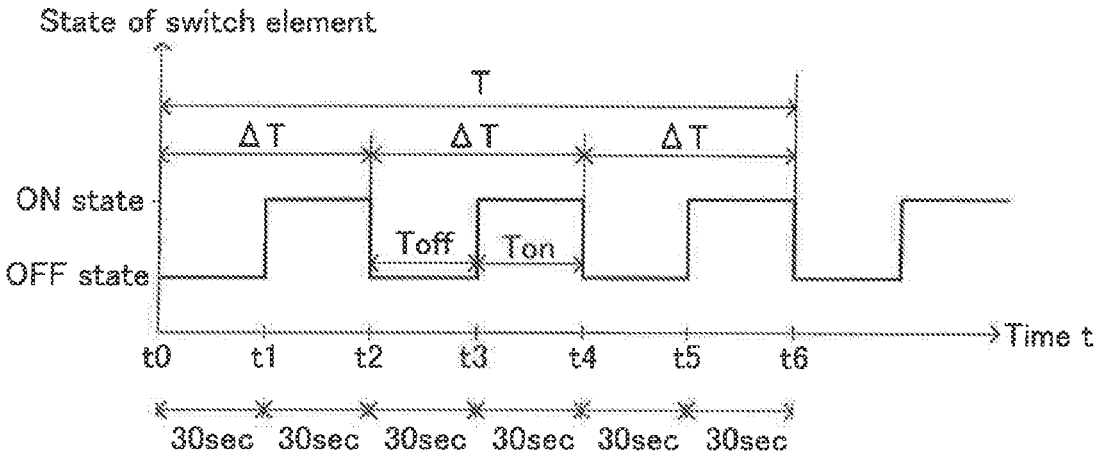 State of switch element
T
ΔT ΔT ΔT
ON state
Toff Ton
OFF state
Time t
t0 t1 t2 t3 t4 t5 t6
30sec 30sec 30sec 30sec 30sec 30sec